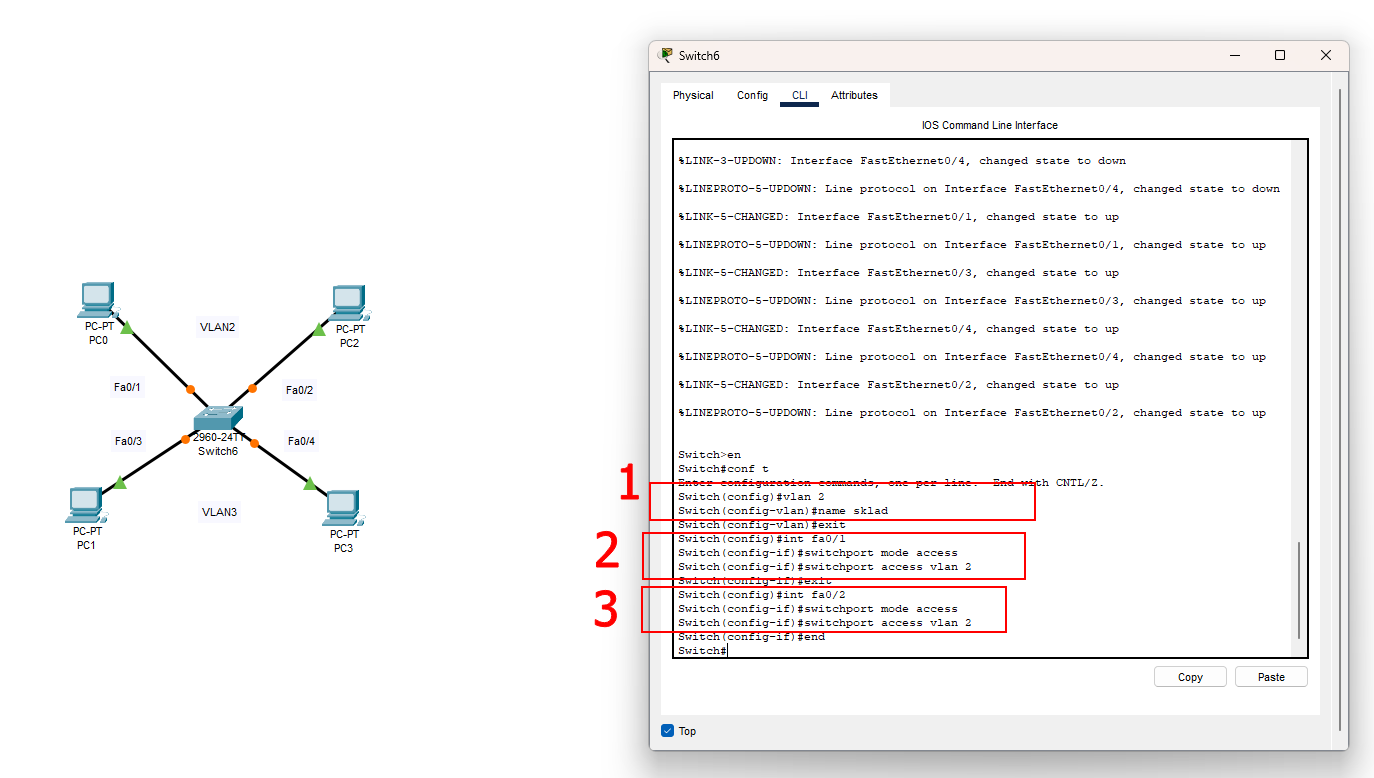 PC-PT
PC0
VLAN2
PC-PT
PC2
Fa0/1
Fa0/2
2960-24TT
Switch6
Fa0/3
Fa0/4
VLAN3
PC-PT
PC1
PC-PT
PC3
Switch6
Physical Config CLI Attributes
IOS Command Line Interface
%LINK-3-UPDOWN: Interface FastEthernet0/4, changed state to down
%LINEPROTO-5-UPDOWN: Line protocol on Interface FastEthernet0/4, changed state to down
%LINK-5-CHANGED: Interface FastEthernet0/1, changed state to up
%LINEPROTO-5-UPDOWN: Line protocol on Interface FastEthernet0/1, changed state to up
%LINK-5-CHANGED: Interface FastEthernet0/3, changed state to up
%LINEPROTO-5-UPDOWN: Line protocol on Interface FastEthernet0/3, changed state to up
%LINK-5-CHANGED: Interface FastEthernet0/4, changed state to up
%LINEPROTO-5-UPDOWN: Line protocol on Interface FastEthernet0/4, changed state to up
%LINK-5-CHANGED: Interface FastEthernet0/2, changed state to up
%LINEPROTO-5-UPDOWN: Line protocol on Interface FastEthernet0/2, changed state to up
Switch>en
Switch#conf t
Enter configuration commands, one per line. End with CNTL/Z.
1
Switch(config)#vlan 2
Switch(config-vlan)#name sklad
Switch(config-vlan)#exit
2
Switch(config)#int fa0/1
Switch(config-if)#switchport mode access
Switch(config-if)#switchport access vlan 2
Switch(config-if)#exit
3
Switch(config)#int fa0/2
Switch(config-if)#switchport mode access
Switch(config-if)#switchport access vlan 2
Switch(config-if)#end
Switch#
Copy Paste
Top